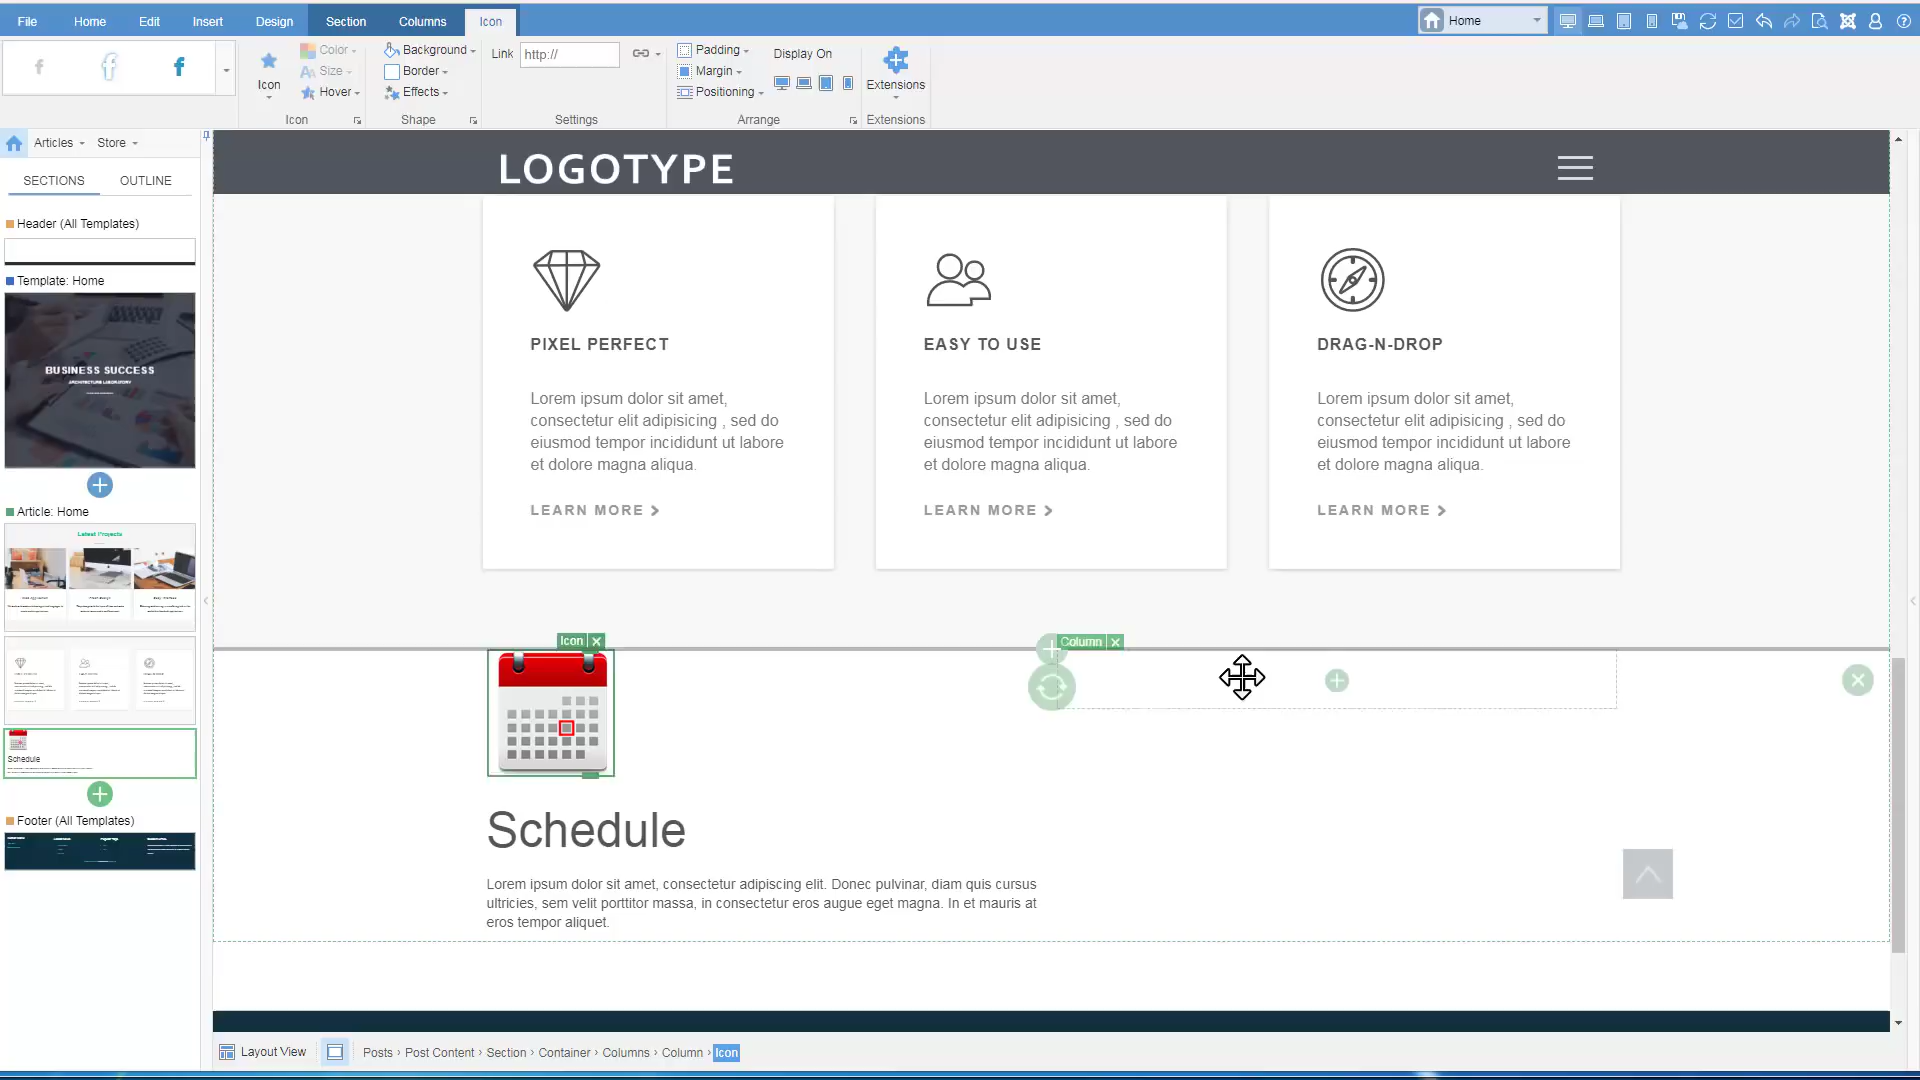 File Home Edit Insert Design Section Columns Icon Home
Color Background Link http:// Padding Display On
Size Border Margin
Icon Hover Effects Positioning Extensions
Icon Shape Settings Arrange Extensions
Articles Store
SECTIONS OUTLINE
Header (All Templates)
Template: Home
BUSINESS SUCCESS
ARCHITECTURE LABORATORY
Article: Home
Latest Projects
Schedule
Footer (All Templates)
LOGOTYPE
PIXEL PERFECT
Lorem ipsum dolor sit amet,
consectetur elit adipisicing , sed do
eiusmod tempor incididunt ut labore
et dolore magna aliqua.
LEARN MORE
EASY TO USE
Lorem ipsum dolor sit amet,
consectetur elit adipisicing , sed do
eiusmod tempor incididunt ut labore
et dolore magna aliqua.
LEARN MORE
DRAG-N-DROP
Lorem ipsum dolor sit amet,
consectetur elit adipisicing , sed do
eiusmod tempor incididunt ut labore
et dolore magna aliqua.
LEARN MORE
Icon Column
Schedule
Lorem ipsum dolor sit amet, consectetur adipiscing elit. Donec pulvinar, diam quis cursus
ultricies, sem velit porttitor massa, in consectetur eros augue eget magna. In et mauris at
eros tempor aliquet.
Layout View Posts › Post Content › Section › Container › Columns › Column › Icon